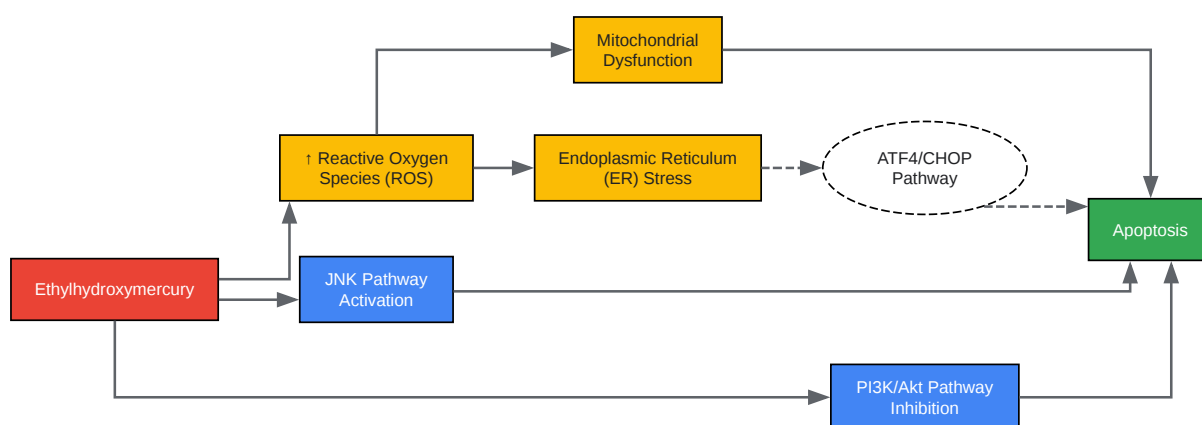 Mitochondrial
Dysfunction
↑ Reactive Oxygen
Species (ROS)
Endoplasmic Reticulum
(ER) Stress
ATF4/CHOP
Pathway
Apoptosis
Ethylhydroxymercury
JNK Pathway
Activation
PI3K/Akt Pathway
Inhibition